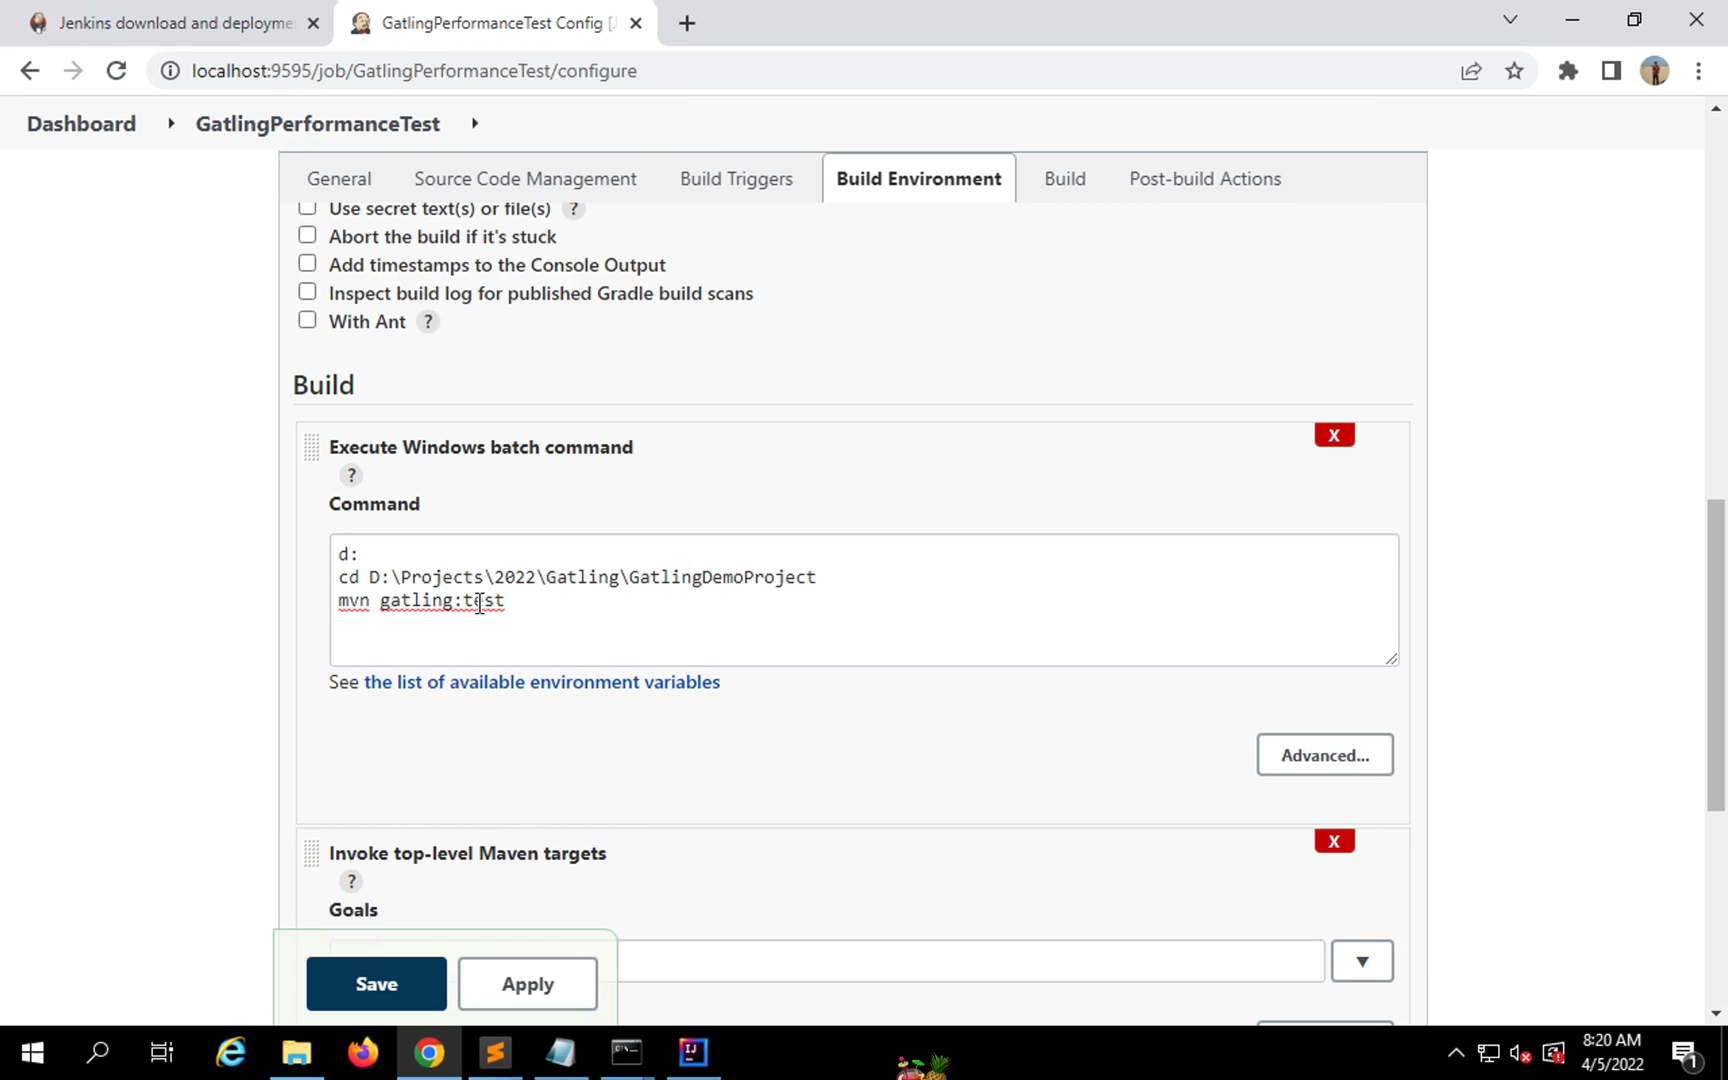 Jenkins download and deployme
GatlingPerformanceTest Config [J
localhost:9595/job/GatlingPerformanceTest/configure
Dashboard
GatlingPerformanceTest
General
Source Code Management
Build Triggers
Build Environment
Build
Post-build Actions
Use secret text(s) or file(s) ?
Abort the build if it's stuck
Add timestamps to the Console Output
Inspect build log for published Gradle build scans
With Ant ?
Build
X
Execute Windows batch command
?
Command
d:
cd D:\Projects\2022\Gatling\GatlingDemoProject
mvn gatling:test
See the list of available environment variables
Advanced...
X
Invoke top-level Maven targets
?
Goals
Save
Apply
8:20 AM
4/5/2022
1